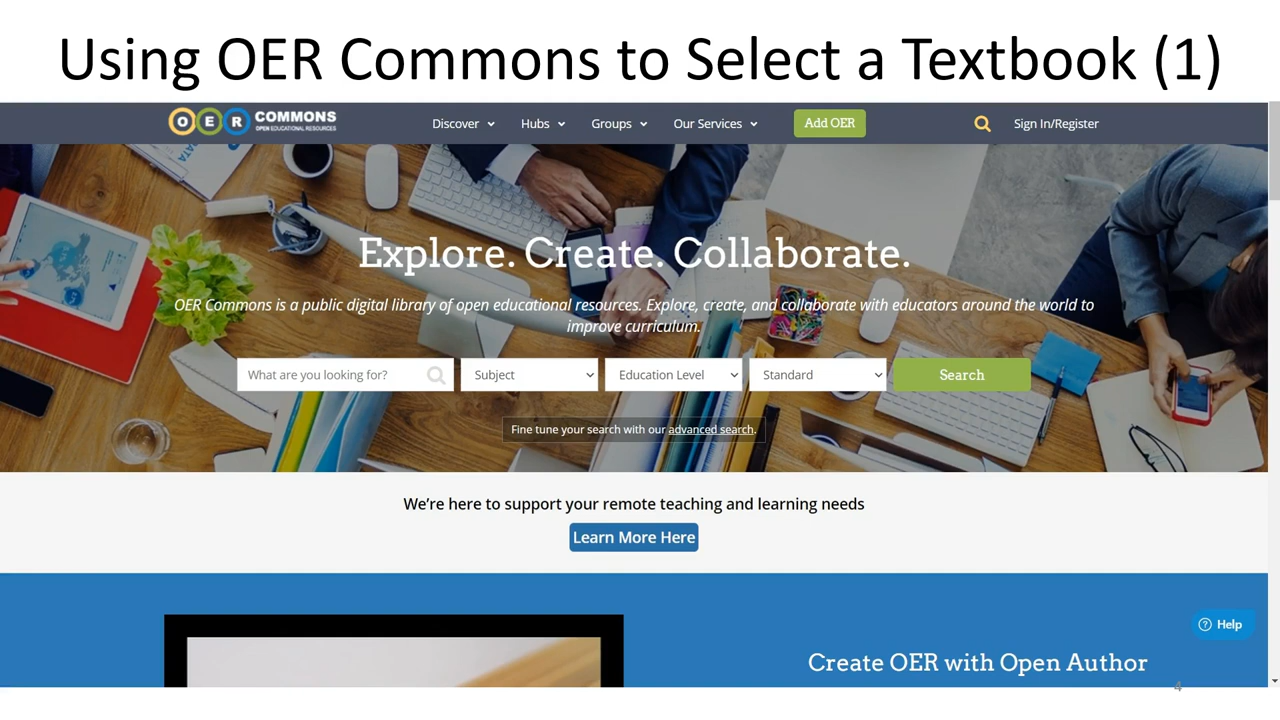 Using OER Commons to Select a Textbook (1)
OER COMMONS
OPEN EDUCATIONAL RESOURCES
Discover Hubs Groups Our Services Add OER Sign In/Register
Explore. Create. Collaborate.
OER Commons is a public digital library of open educational resources. Explore, create, and collaborate with educators around the world to
improve curriculum.
What are you looking for? Subject Education Level Standard Search
Fine tune your search with our advanced search.
We’re here to support your remote teaching and learning needs
Learn More Here
Help
Create OER with Open Author
4